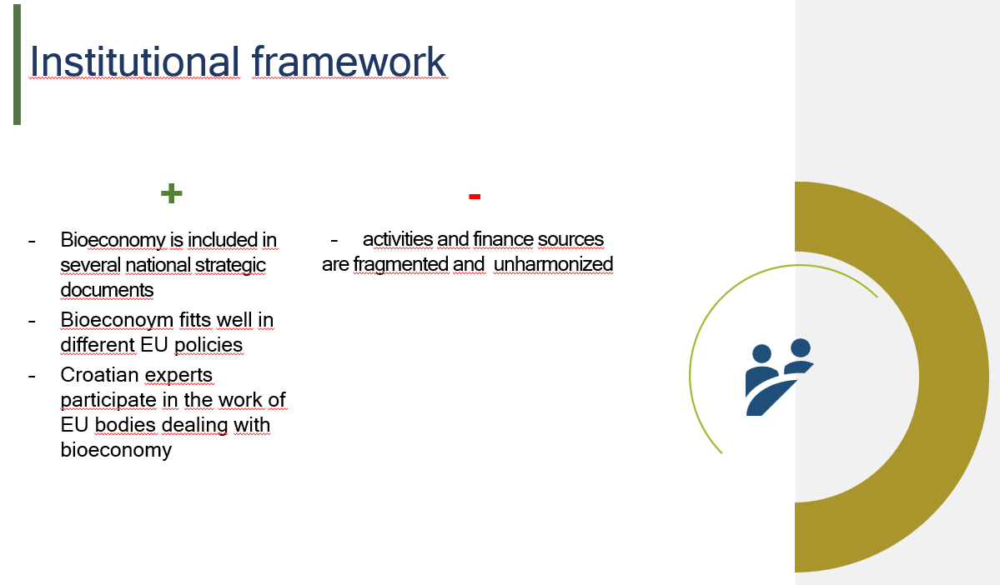 Institutional framework
+
- Bioeconomy is included in
several national strategic
documents
- Bioeconoym fitts well in
different EU policies
- Croatian experts
participate in the work of
EU bodies dealing with
bioeconomy
-
- activities and finance sources
are fragmented and unharmonized